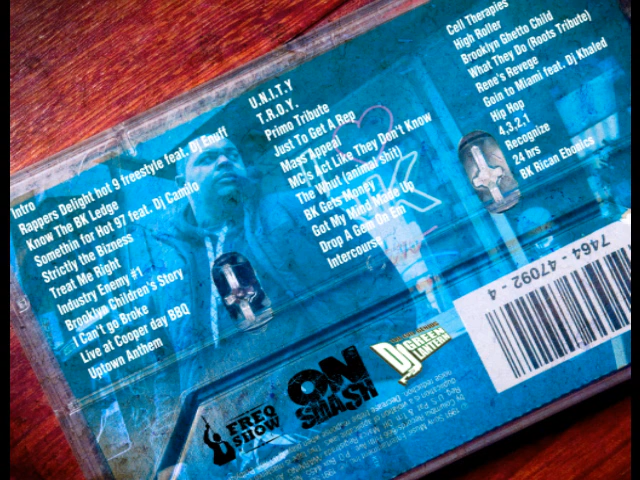 Intro
Rappers Delight hot 9 freestyle feat. Dj Enuff
Know The BK Ledge
Somethin for Hot 97 feat. Dj Camilo
Strictly the Bizness
Treat Me Right
Industry Enemy #1
Brooklyn Children's Story
I Can't go Broke
Live at Cooper day BBQ
Uptown Anthem
U.N.I.T.Y
T.R.O.Y.
Primo Tribute
Just To Get A Rep
Mass Appeal
MC's Act Like They Don't Know
The Whut (animal shit)
BK Gets Money
Got My Mind Made Up
Drop A Gem On Em
Intercourse
Cell Therapies
High Roller
Brooklyn Ghetto Child
What They Do (Roots Tribute)
Rene's Revege
Goin to Miami feat. Dj Khaled
Hip Hop
4,3,2,1
Recognize
24 hrs
BK Rican Ebonics
7464 - 47092 - 4
FREQ SHOW
ON SMASH
DJ GREEN LANTERN